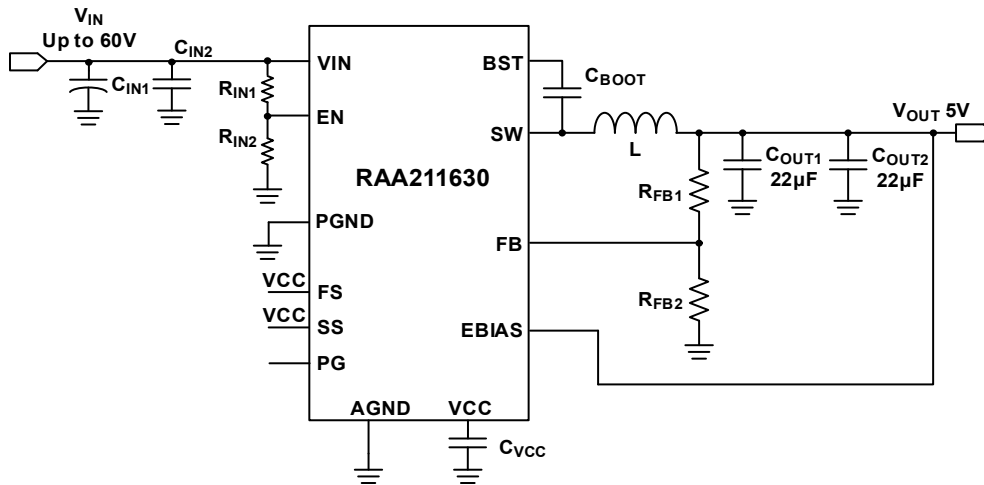 VIN
Up to 60V
CIN1
CIN2
RIN1
RIN2
VIN
EN
PGND
VCC
FS
VCC
SS
PG
AGND
VCC
RAA211630
BST
SW
FB
EBIAS
CBOOT
L
RFB1
RFB2
COUT1
22µF
COUT2
22µF
VOUT 5V
CVCC